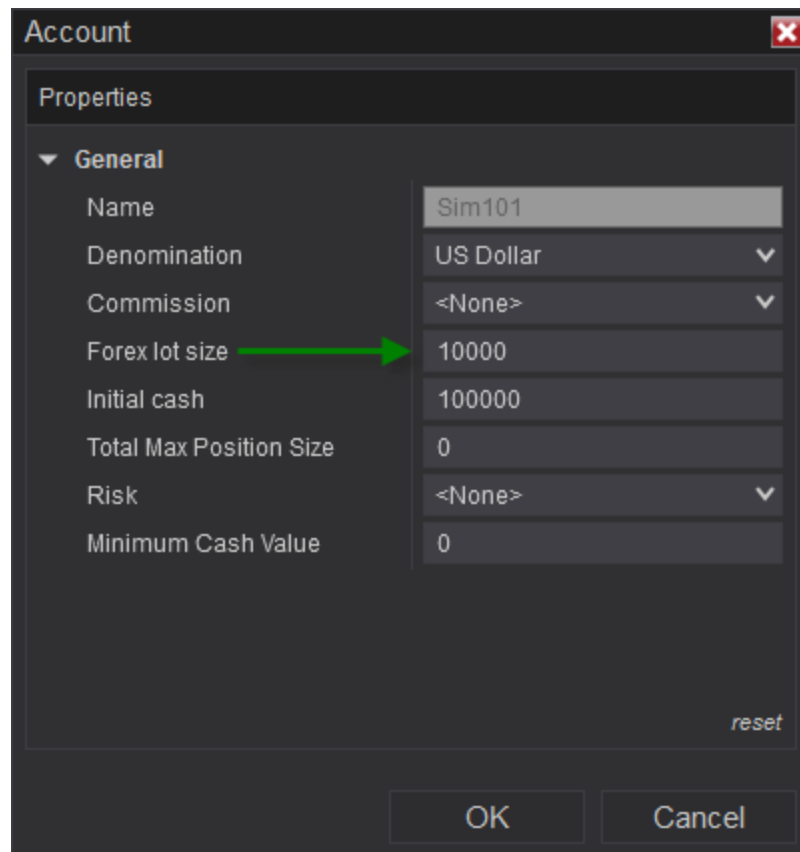 Account
Properties
General
Name Sim101
Denomination US Dollar
Commission <None>
Forex lot size 10000
Initial cash 100000
Total Max Position Size 0
Risk <None>
Minimum Cash Value 0
reset
OK Cancel